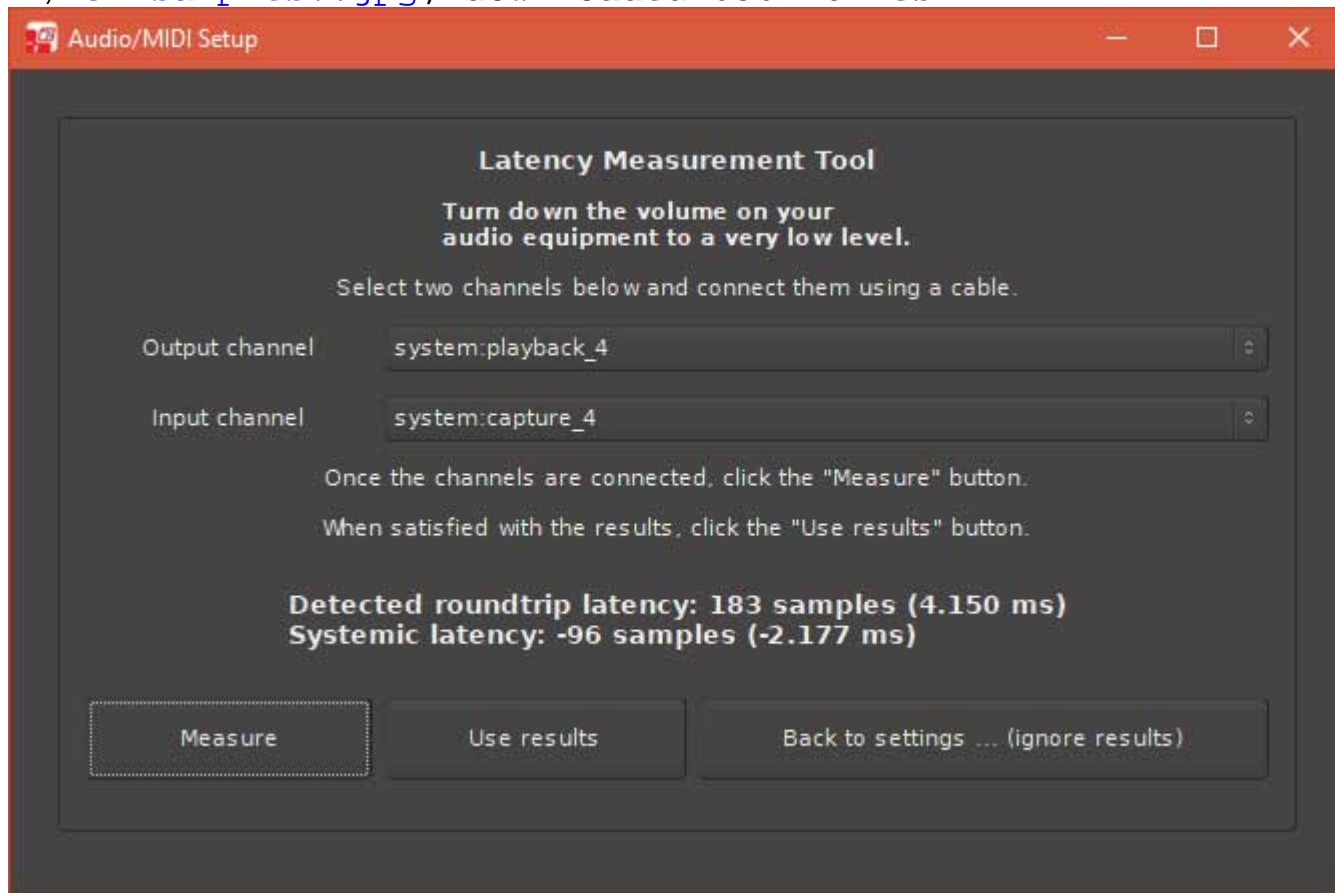 Audio/MIDI Setup
Latency Measurement Tool
Turn down the volume on your
audio equipment to a very low level.
Select two channels below and connect them using a cable.
Output channel system:playback_4
Input channel system:capture_4
Once the channels are connected, click the "Measure" button.
When satisfied with the results, click the "Use results" button.
Detected roundtrip latency: 183 samples (4.150 ms)
Systemic latency: -96 samples (-2.177 ms)
Measure Use results Back to settings ... (ignore results)